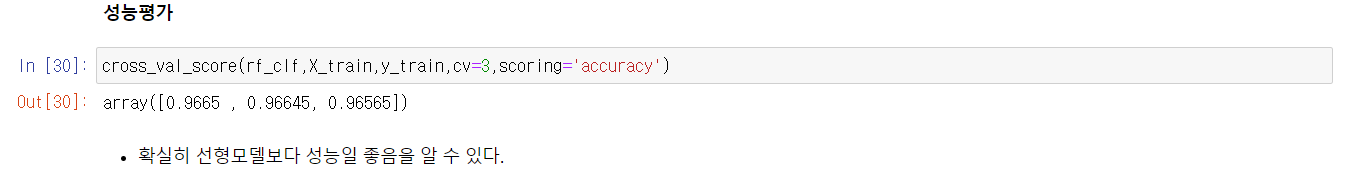 성능평가
In [30]: cross_val_score(rf_clf,X_train,y_train,cv=3,scoring='accuracy')
Out[30]: array([0.9665 , 0.96645, 0.96565])
• 확실히 선형모델보다 성능일 좋음을 알 수 있다.